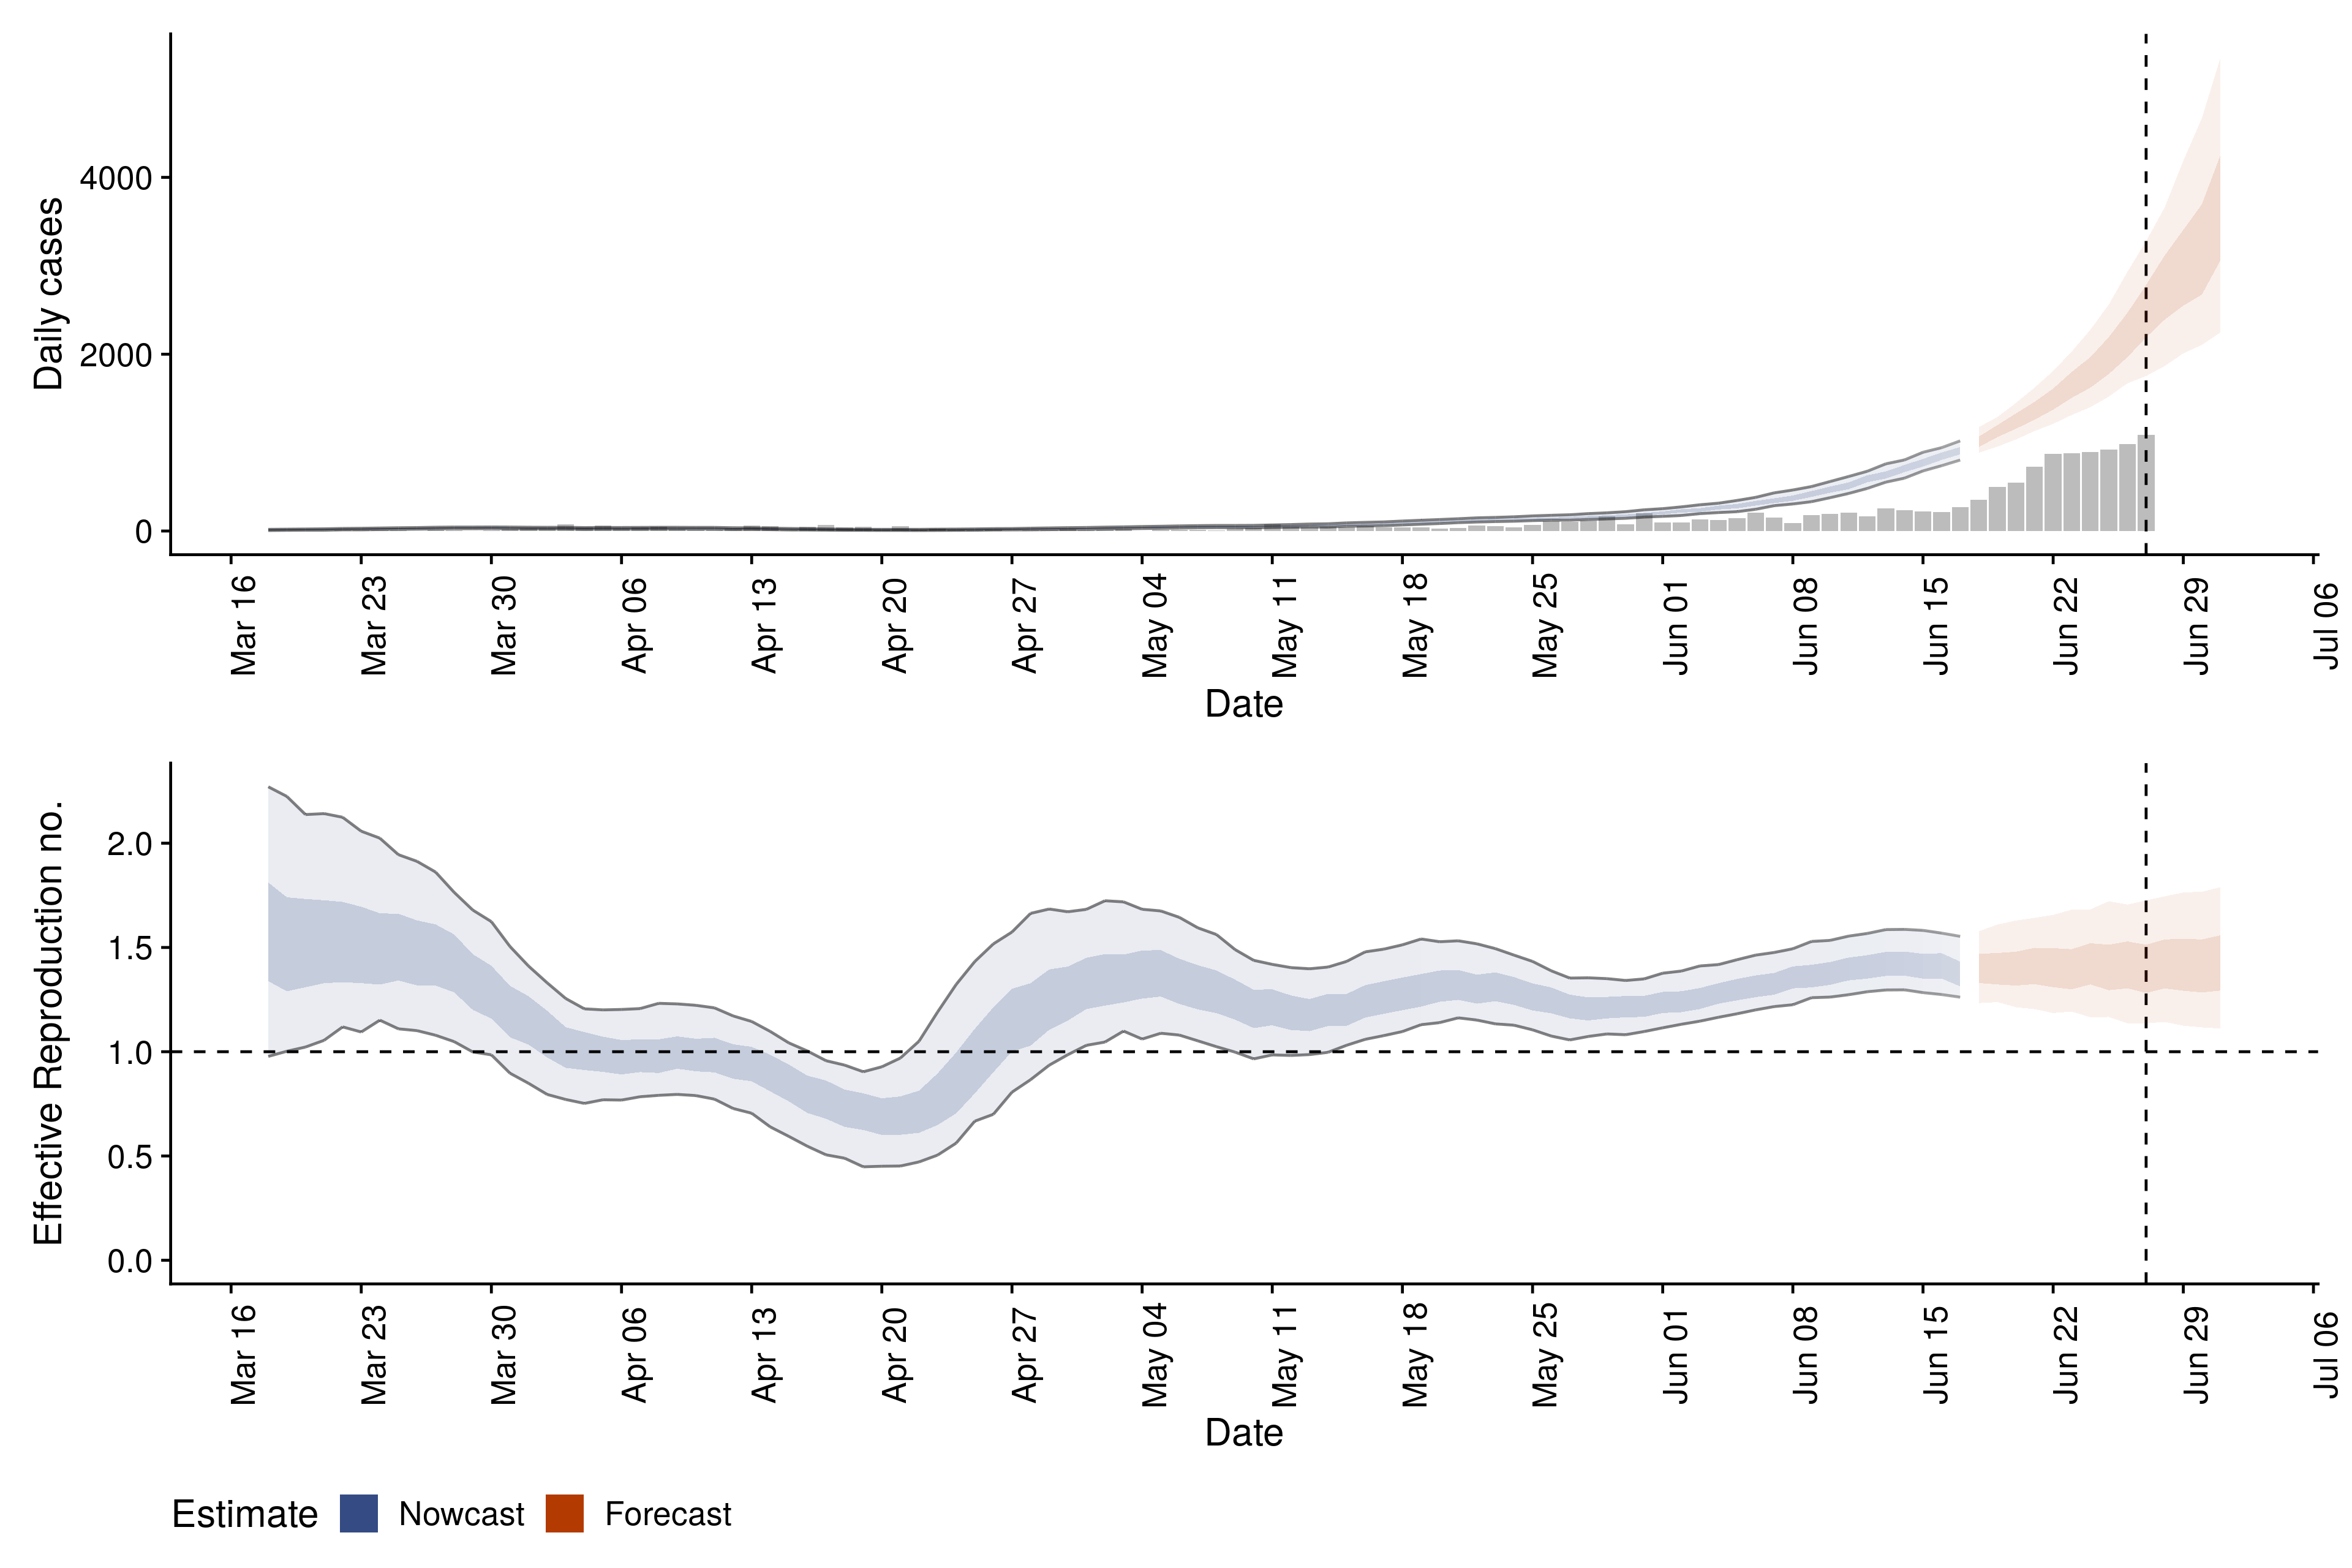 Daily cases
4000
2000
0
Mar 16 Mar 23 Mar 30 Apr 06 Apr 13 Apr 20 Apr 27 May 04 May 11 May 18 May 25 Jun 01 Jun 08 Jun 15 Jun 22 Jun 29 Jul 06
Date
Effective Reproduction no.
2.0
1.5
1.0
0.5
0.0
Mar 16 Mar 23 Mar 30 Apr 06 Apr 13 Apr 20 Apr 27 May 04 May 11 May 18 May 25 Jun 01 Jun 08 Jun 15 Jun 22 Jun 29 Jul 06
Date
Estimate Nowcast Forecast